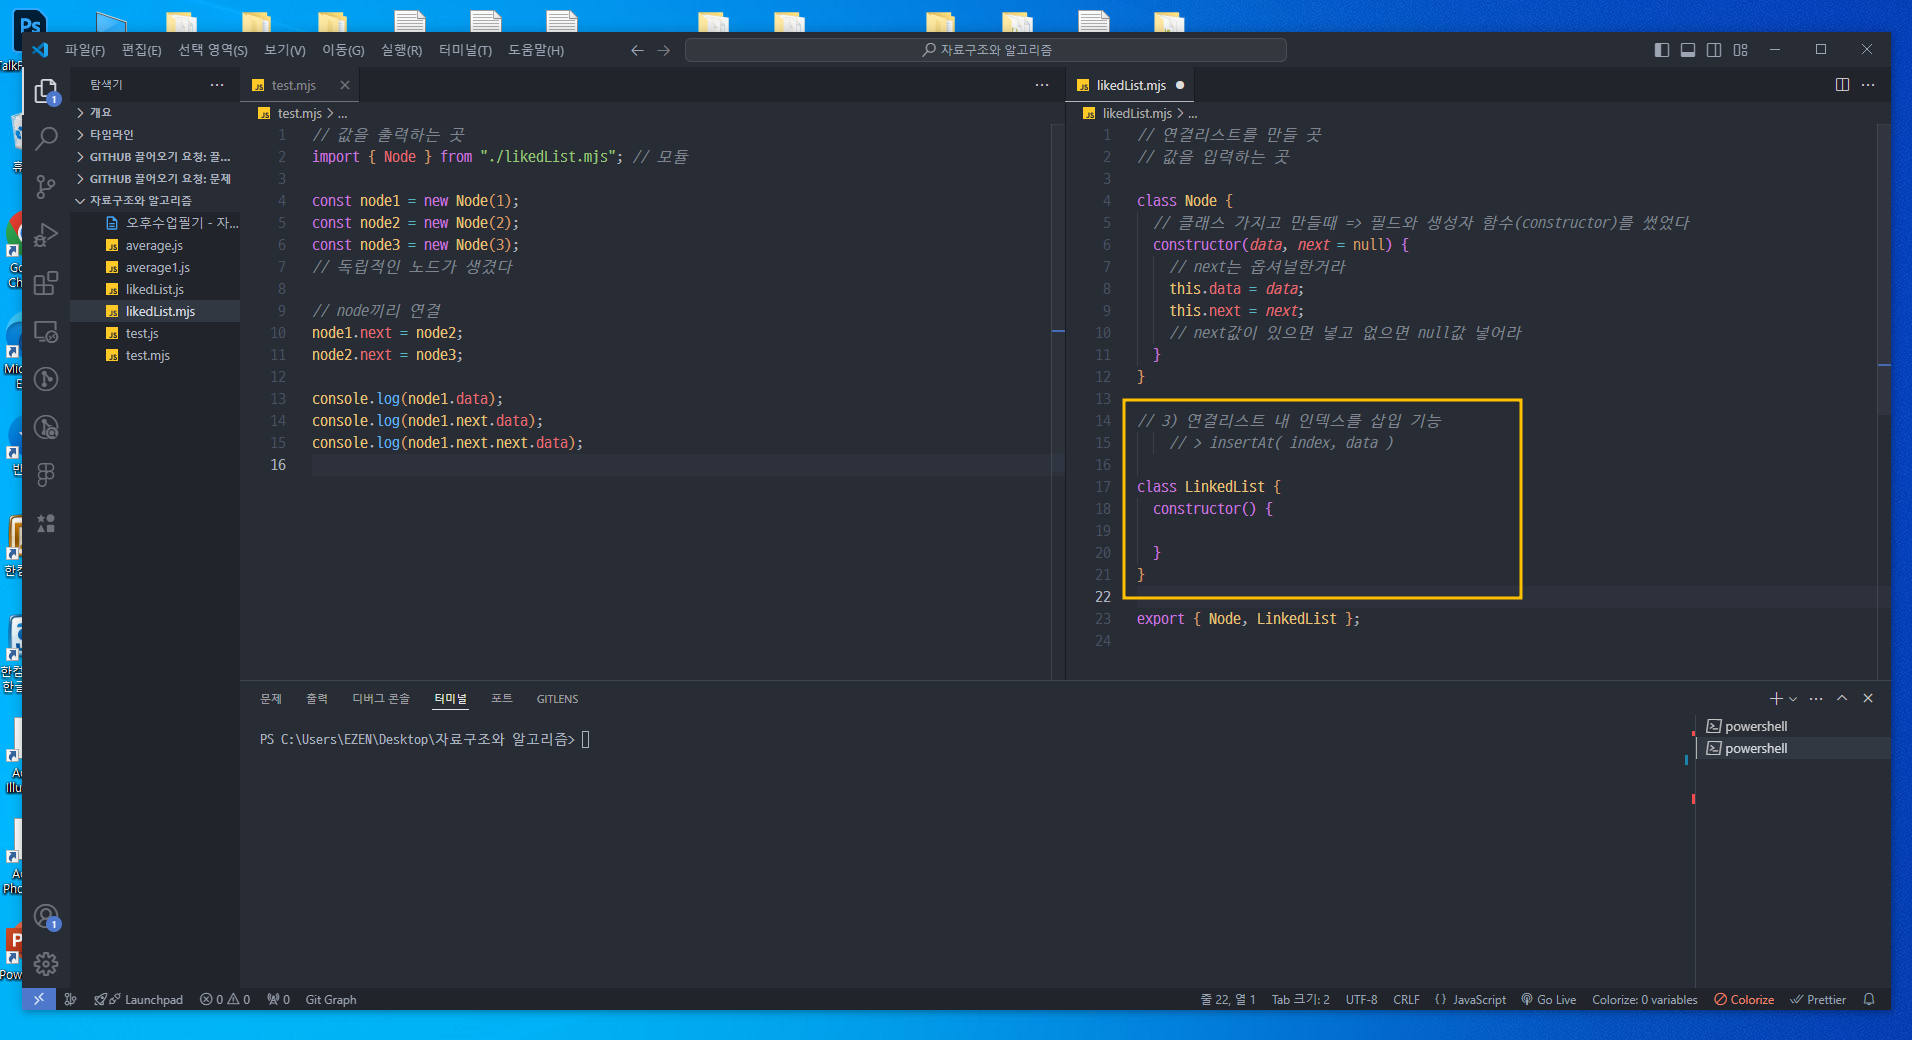 Ps
TalkF
파일(F) 편집(E) 선택 영역(S) 보기(V) 이동(G) 실행(R) 터미널(T) 도움말(H)
자료구조와 알고리즘
탐색기
개요
타임라인
GITHUB 끌어오기 요청: 끌...
GITHUB 끌어오기 요청: 문제
자료구조와 알고리즘
오후수업필기 - 자...
average.js
average1.js
likedList.js
likedList.mjs
test.js
test.mjs
test.mjs
test.mjs > ...
1 // 값을 출력하는 곳
2 import { Node } from "./likedList.mjs"; // 모듈
3
4 const node1 = new Node(1);
5 const node2 = new Node(2);
6 const node3 = new Node(3);
7 // 독립적인 노드가 생겼다
8
9 // node끼리 연결
10 node1.next = node2;
11 node2.next = node3;
12
13 console.log(node1.data);
14 console.log(node1.next.data);
15 console.log(node1.next.next.data);
16
likedList.mjs
likedList.mjs > ...
1 // 연결리스트를 만들 곳
2 // 값을 입력하는 곳
3
4 class Node {
5 // 클래스 가지고 만들때 => 필드와 생성자 함수(constructor)를 썼었다
6 constructor(data, next = null) {
7 // next는 옵셔널한거라
8 this.data = data;
9 this.next = next;
10 // next값이 있으면 넣고 없으면 null값 넣어라
11 }
12 }
13
14 // 3) 연결리스트 내 인덱스를 삽입 기능
15 // > insertAt( index, data )
16
17 class LinkedList {
18 constructor() {
19
20 }
21 }
22
23 export { Node, LinkedList };
24
문제 출력 디버그 콘솔 터미널 포트 GITLENS
PS C:\Users\EZEN\Desktop\자료구조와 알고리즘>
powershell
powershell
1
1
Launchpad 0 0 0 Git Graph
줄 22, 열 1 Tab 크기: 2 UTF-8 CRLF {} JavaScript Go Live Colorize: 0 variables Colorize Prettier